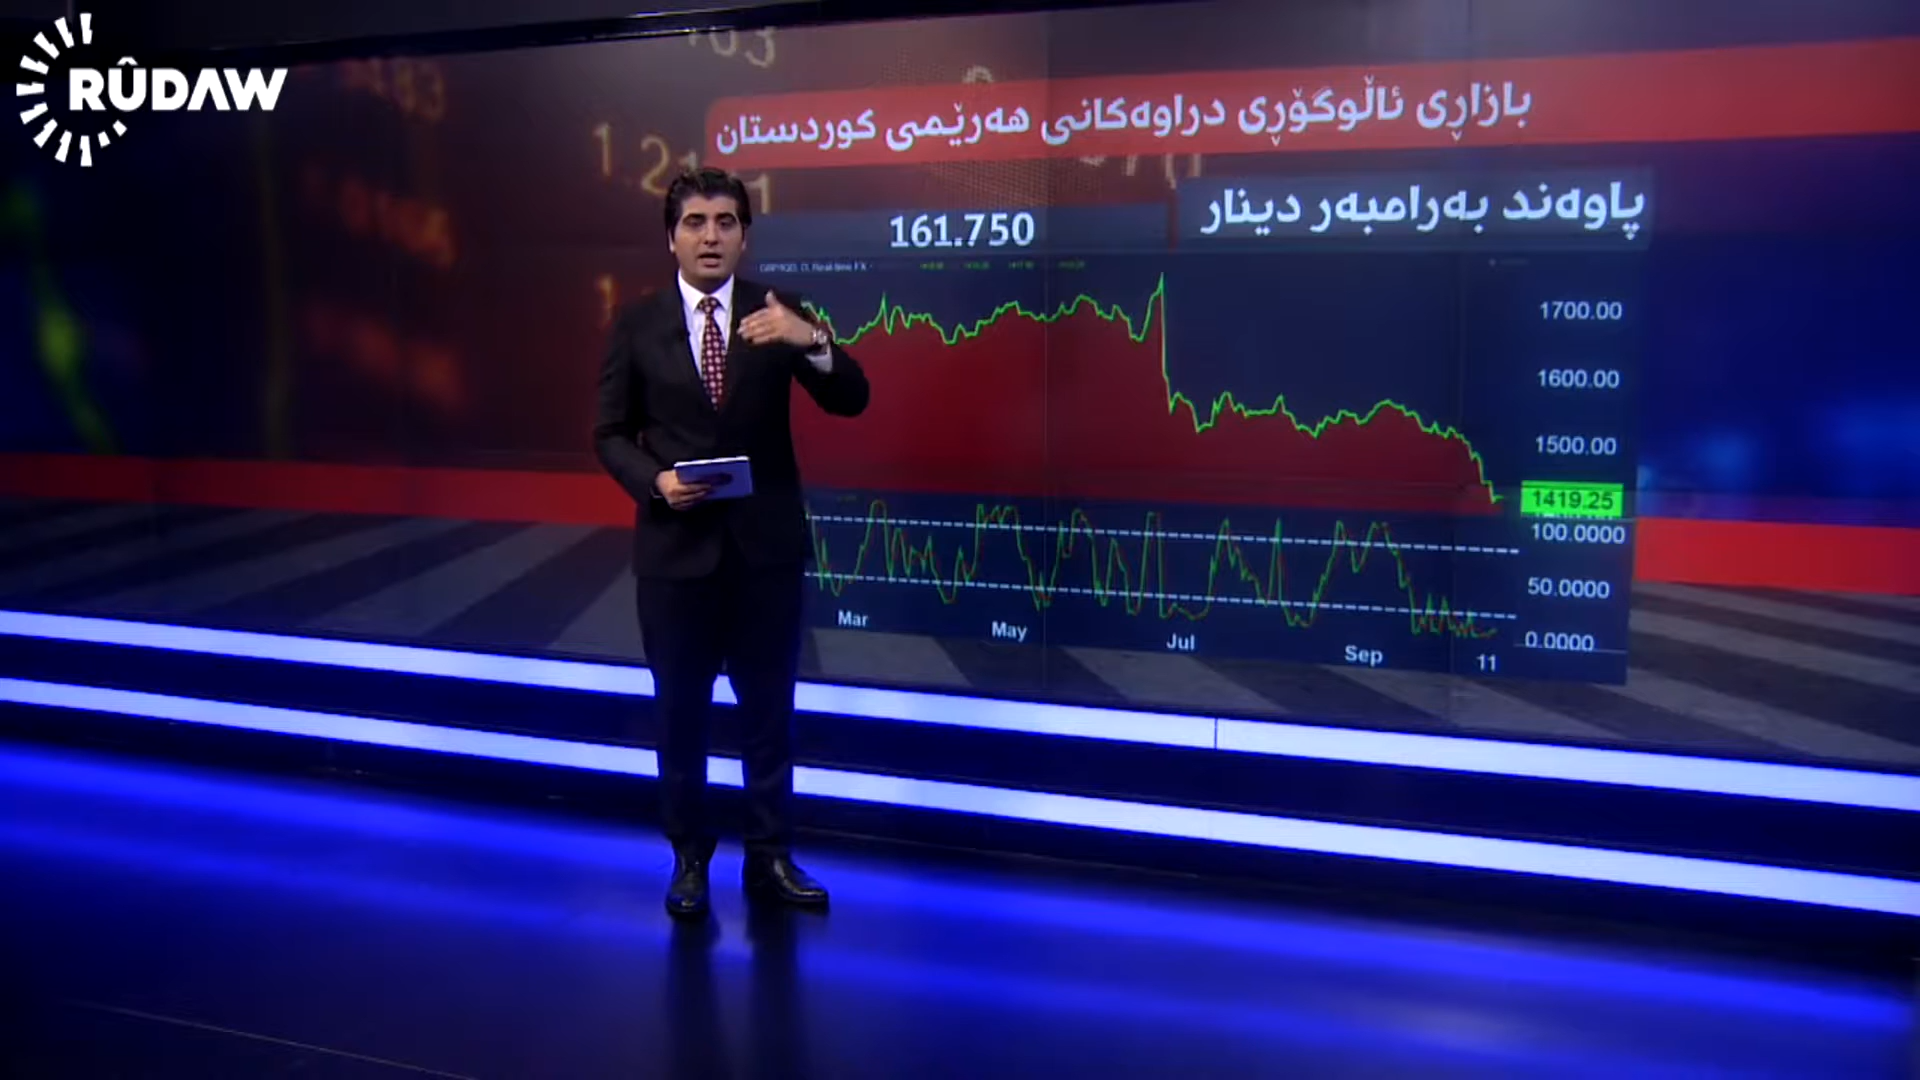 RÛDAW
بازاڕی ئاڵوگۆڕی دراوەکانی هەرێمی کوردستان
پاوەند بەرامبەر دینار
161.750
1700.00
1600.00
1500.00
1419.25
100.0000
50.0000
0.0000
Mar
May
Jul
Sep
11